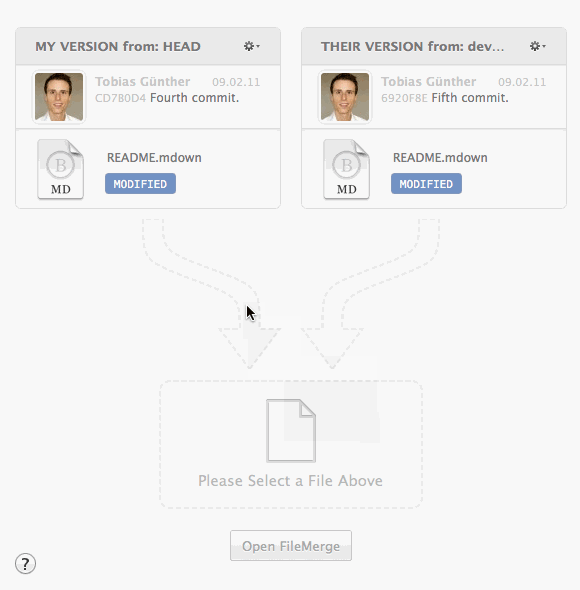 MY VERSION from: HEAD
Tobias Günther 09.02.11
CD780D4 Fourth commit.
B
MD
README.mdown
MODIFIED
THEIR VERSION from: dev...
Tobias Günther 09.02.11
6920F8E Fifth commit.
B
MD
README.mdown
MODIFIED
Please Select a File Above
Open FileMerge
?